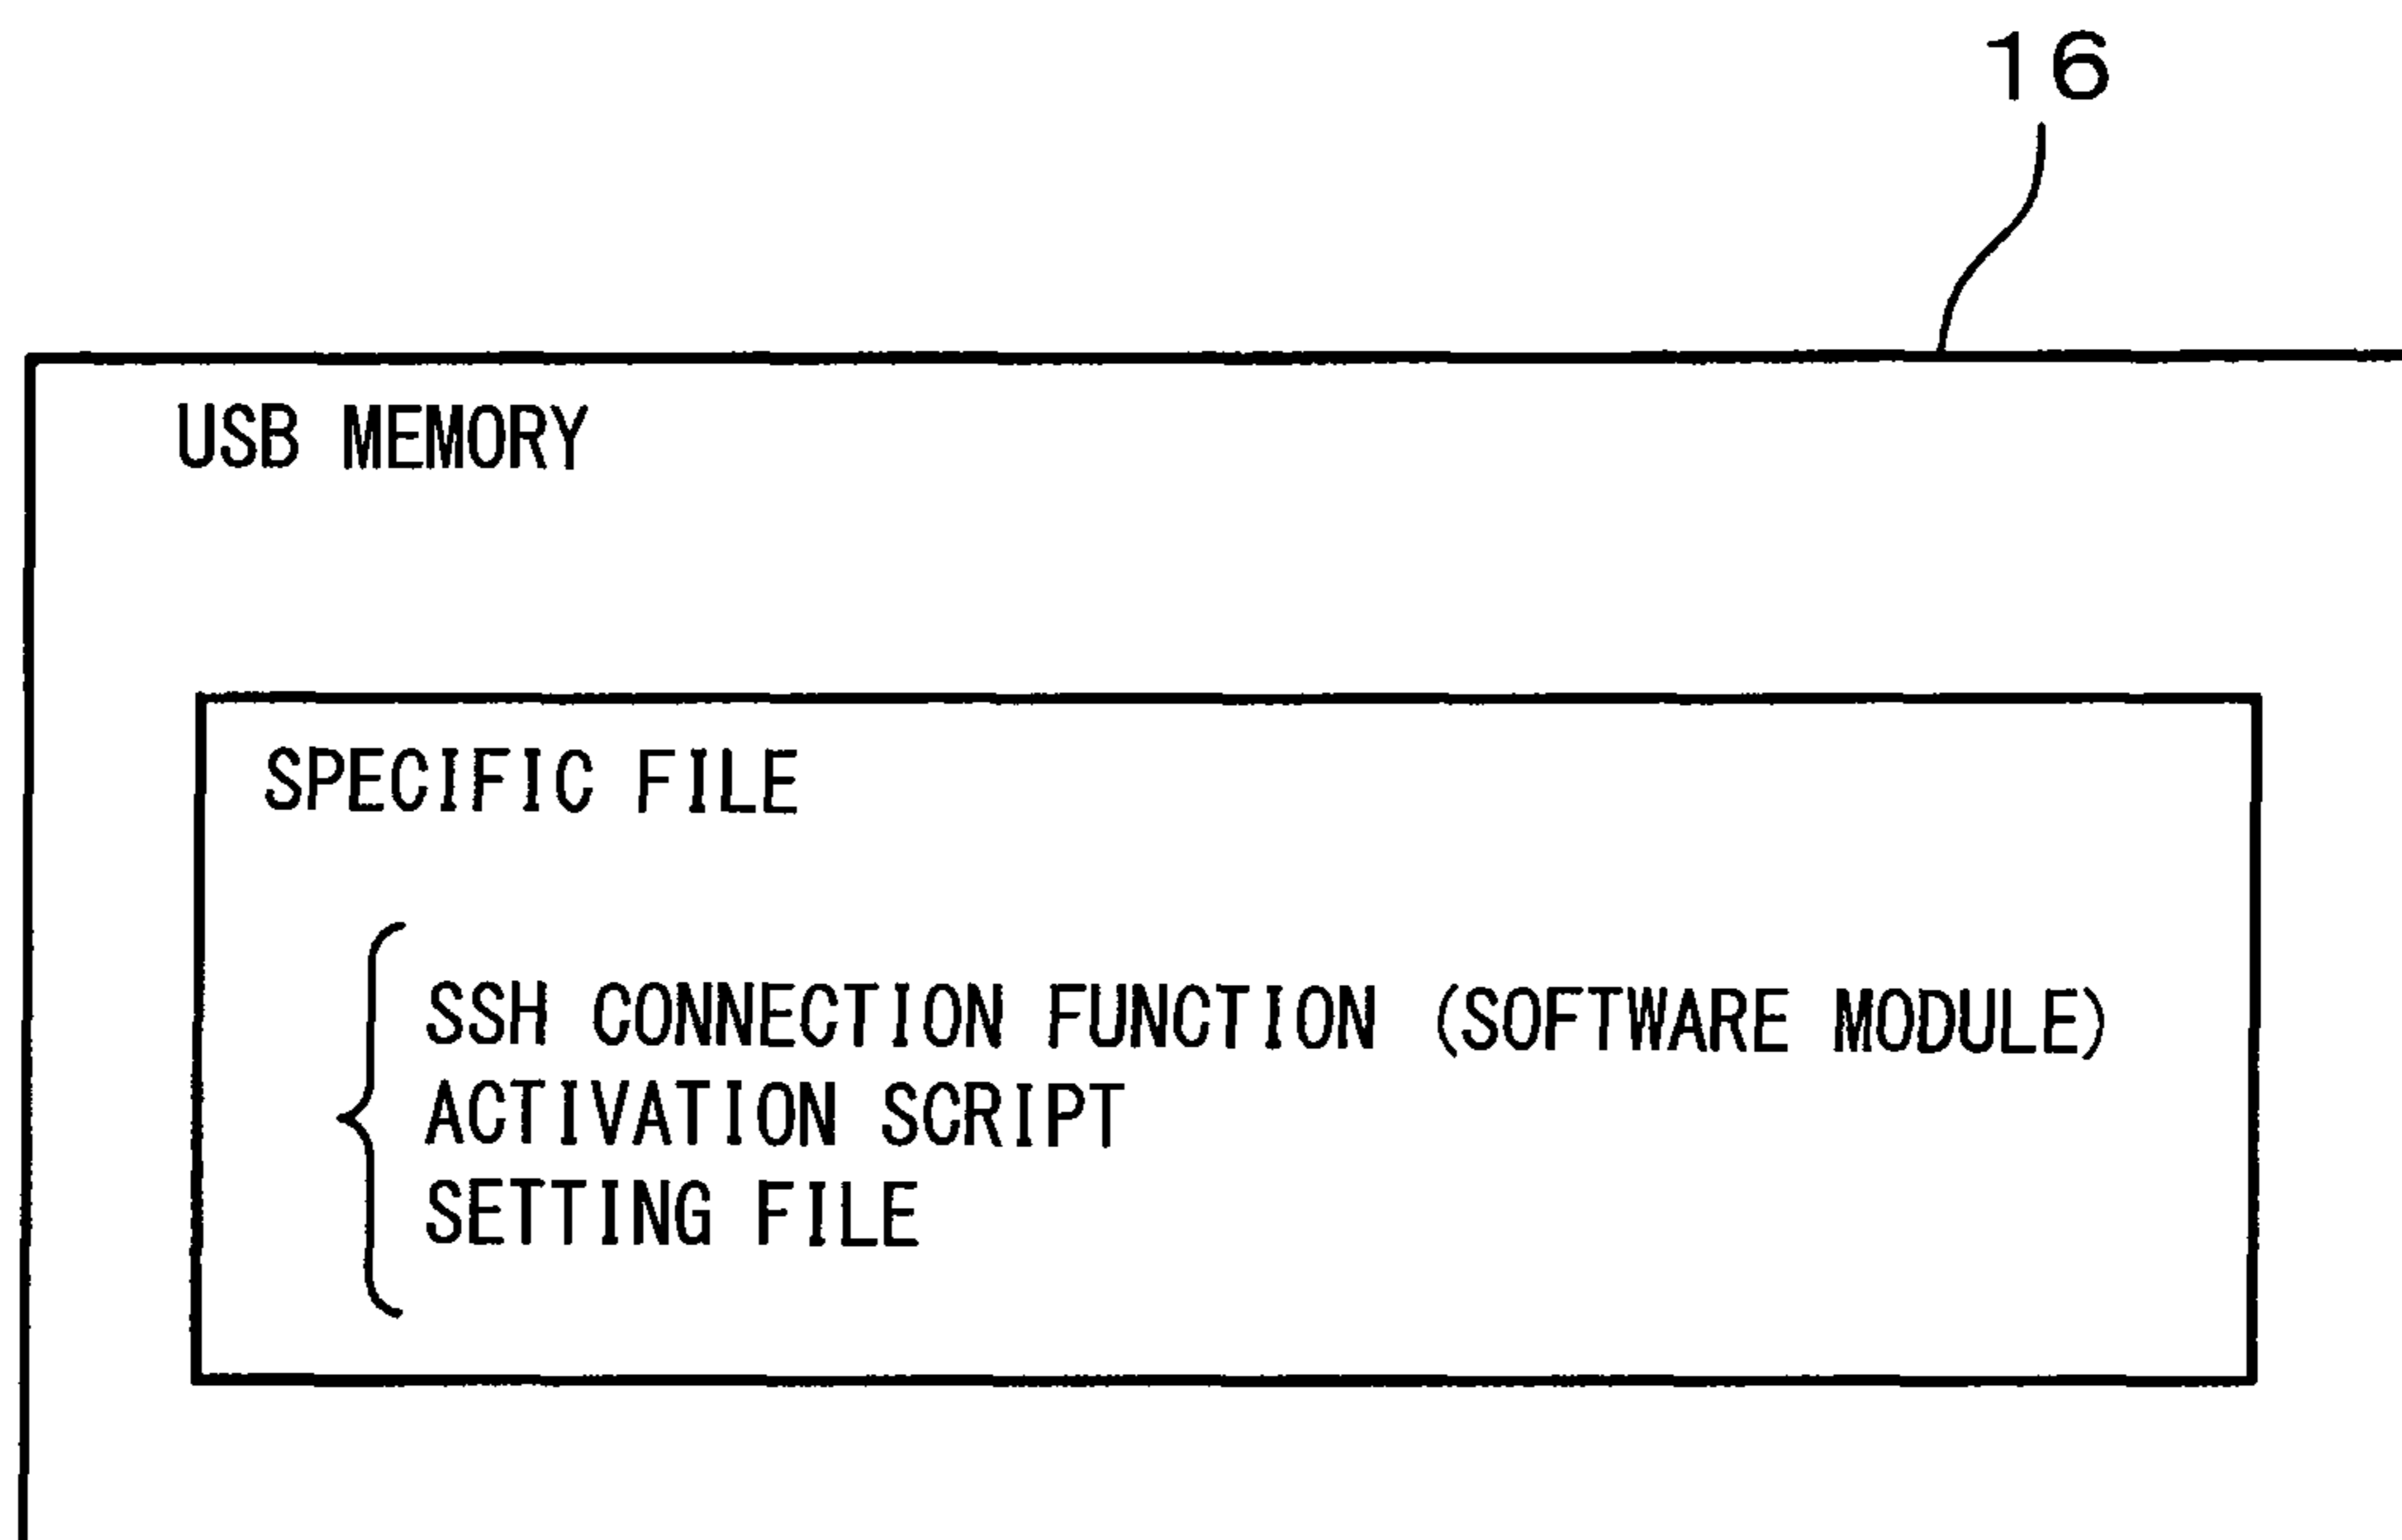 16
USB MEMORY
SPECIFIC FILE
SSH CONNECTION FUNCTION (SOFTWARE MODULE)
ACTIVATION SCRIPT
SETTING FILE